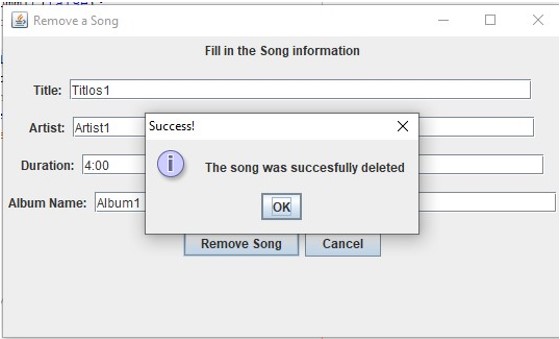 Remove a Song
Fill in the Song information
Title: Titlos1
Artist: Artist1
Success!
Duration: 4:00
The song was succesfully deleted
OK
Album Name: Album1
Remove Song Cancel